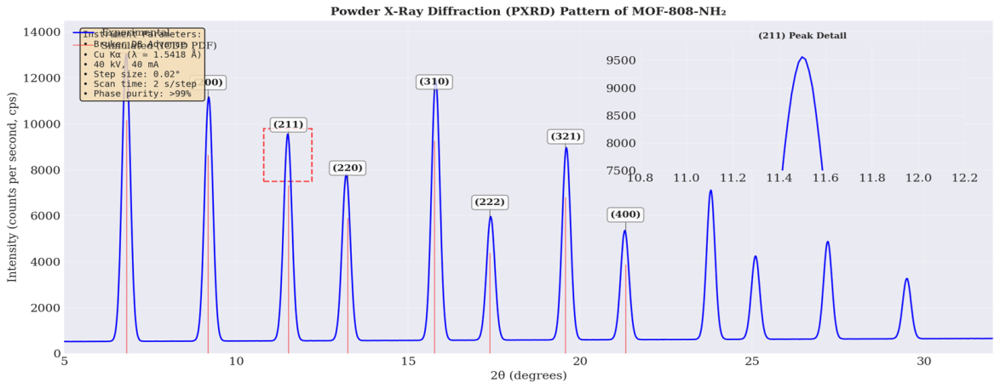 Powder X-Ray Diffraction (PXRD) Pattern of MOF-808-NH₂
Intensity (counts per second, cps)
14000
12000
10000
8000
6000
4000
2000
0
Experimental
Simulated (ICDD PDF)
Instrument Parameters:
• Bruker D8 Advance
• Cu Kα (λ = 1.5418 Å)
• 40 kV, 40 mA
• Step size: 0.02°
• Scan time: 2 s/step
• Phase purity: >99%
(200)
(211)
(220)
(310)
(222)
(321)
(400)
(211) Peak Detail
9500
9000
8500
8000
7500
10.8 11.0 11.2 11.4 11.6 11.8 12.0 12.2
5 10 15 20 25 30
2θ (degrees)